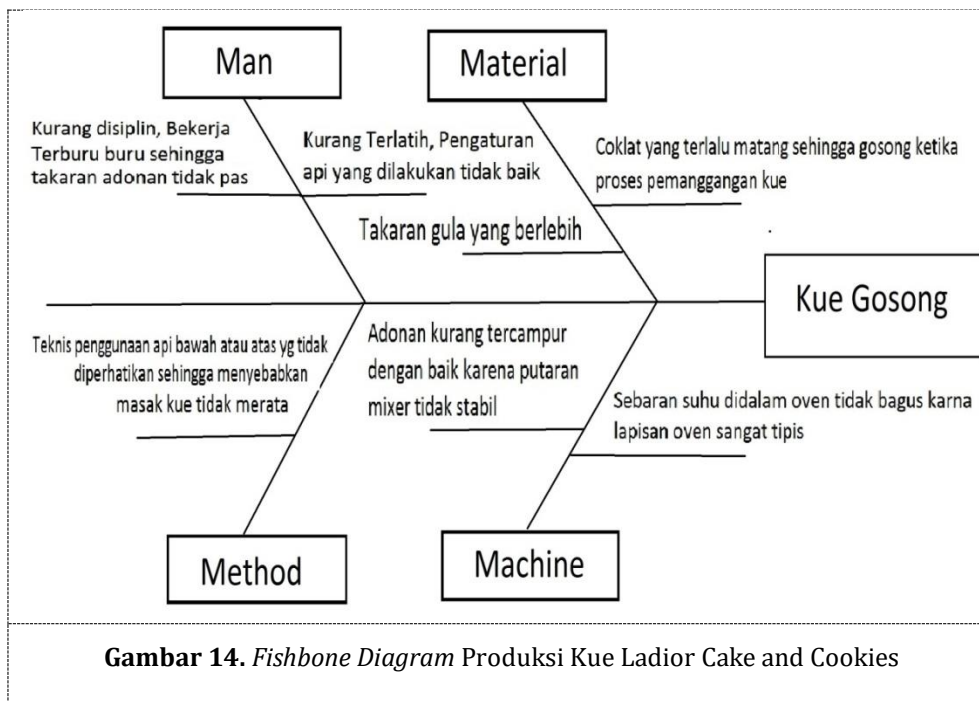 Man
Material
Kurang disiplin, Bekerja
Terburu buru sehingga
takaran adonan tidak pas
Kurang Terlatih, Pengaturan
api yang dilakukan tidak baik
Coklat yang terlalu matang sehingga gosong ketika
proses pemanggangan kue
Takaran gula yang berlebih
Kue Gosong
Teknis penggunaan api bawah atau atas yg tidak
diperhatikan sehingga menyebabkan
masak kue tidak merata
Adonan kurang tercampur
dengan baik karena putaran
mixer tidak stabil
Sebaran suhu didalam oven tidak bagus karna
lapisan oven sangat tipis
Method
Machine
Gambar 14. Fishbone Diagram Produksi Kue Ladior Cake and Cookies